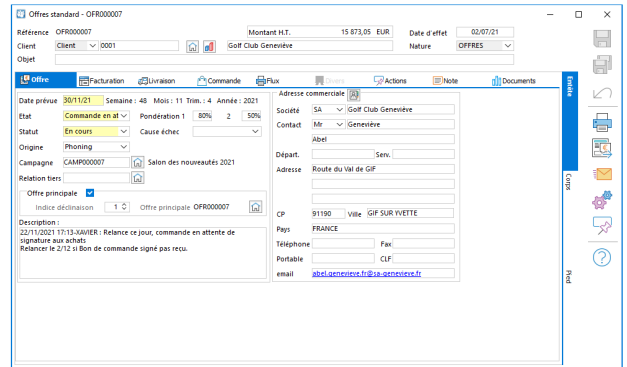 Offres standard - OFR000007
Référence OFR000007 Montant H.T. 15 873,05 EUR Date d'effet 02/07/21
Client Client 0001 Golf Club Geneviève Nature OFFRES
Objet
Offre Facturation Livraison Commande Flux Divers Actions Note Documents
Entête
Corps
Pied
Date prévue 30/11/21 Semaine : 48 Mois : 11 Trim. : 4 Année : 2021
Etat Commande en at Pondération 1 80% 2 50%
Statut En cours Cause échec
Origine Phoning
Campagne CAMP000007 Salon des nouveautés 2021
Relation tiers
Offre principale
Indice déclinaison 1 Offre principale OFR000007
Description :
22/11/2021 17:13-XAVIER : Relance ce jour, commande en attente de
signature aux achats
Relancer le 2/12 si Bon de commande signé pas reçu.
Adresse commerciale
Société SA Golf Club Geneviève
Contact Mr Geneviève
Abel
Départ. Serv.
Adresse Route du Val de GIF
CP 91190 Ville GIF SUR YVETTE
Pays FRANCE
Téléphone Fax
Portable CLF
email abel.genevieve.fr@sa-genevieve.fr